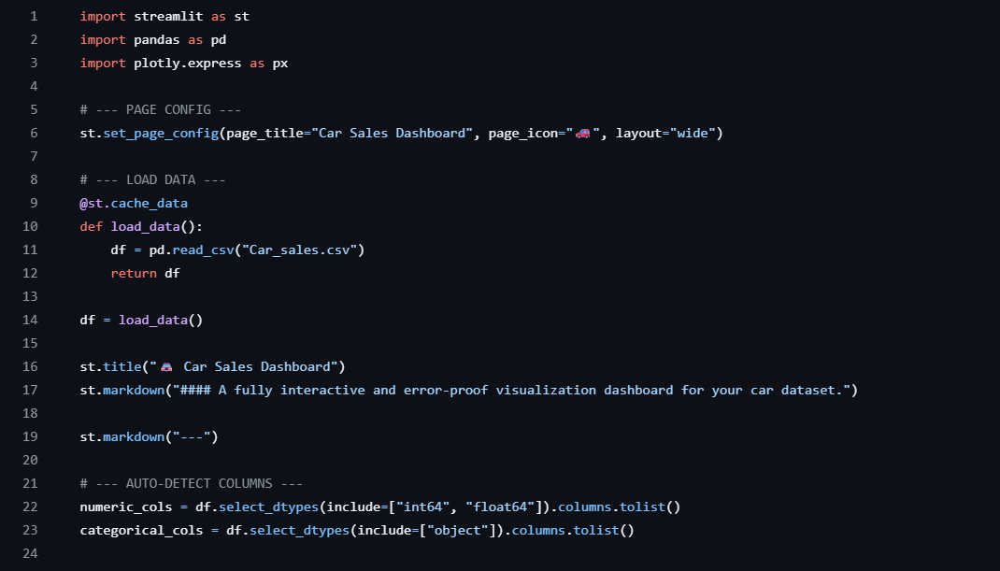 1 import streamlit as st
2 import pandas as pd
3 import plotly.express as px
4
5 # --- PAGE CONFIG ---
6 st.set_page_config(page_title="Car Sales Dashboard", page_icon="🚗", layout="wide")
7
8 # --- LOAD DATA ---
9 @st.cache_data
10 def load_data():
11     df = pd.read_csv("Car_sales.csv")
12     return df
13
14 df = load_data()
15
16 st.title("🚘 Car Sales Dashboard")
17 st.markdown("#### A fully interactive and error-proof visualization dashboard for your car dataset.")
18
19 st.markdown("---")
20
21 # --- AUTO-DETECT COLUMNS ---
22 numeric_cols = df.select_dtypes(include=["int64", "float64"]).columns.tolist()
23 categorical_cols = df.select_dtypes(include=["object"]).columns.tolist()
24